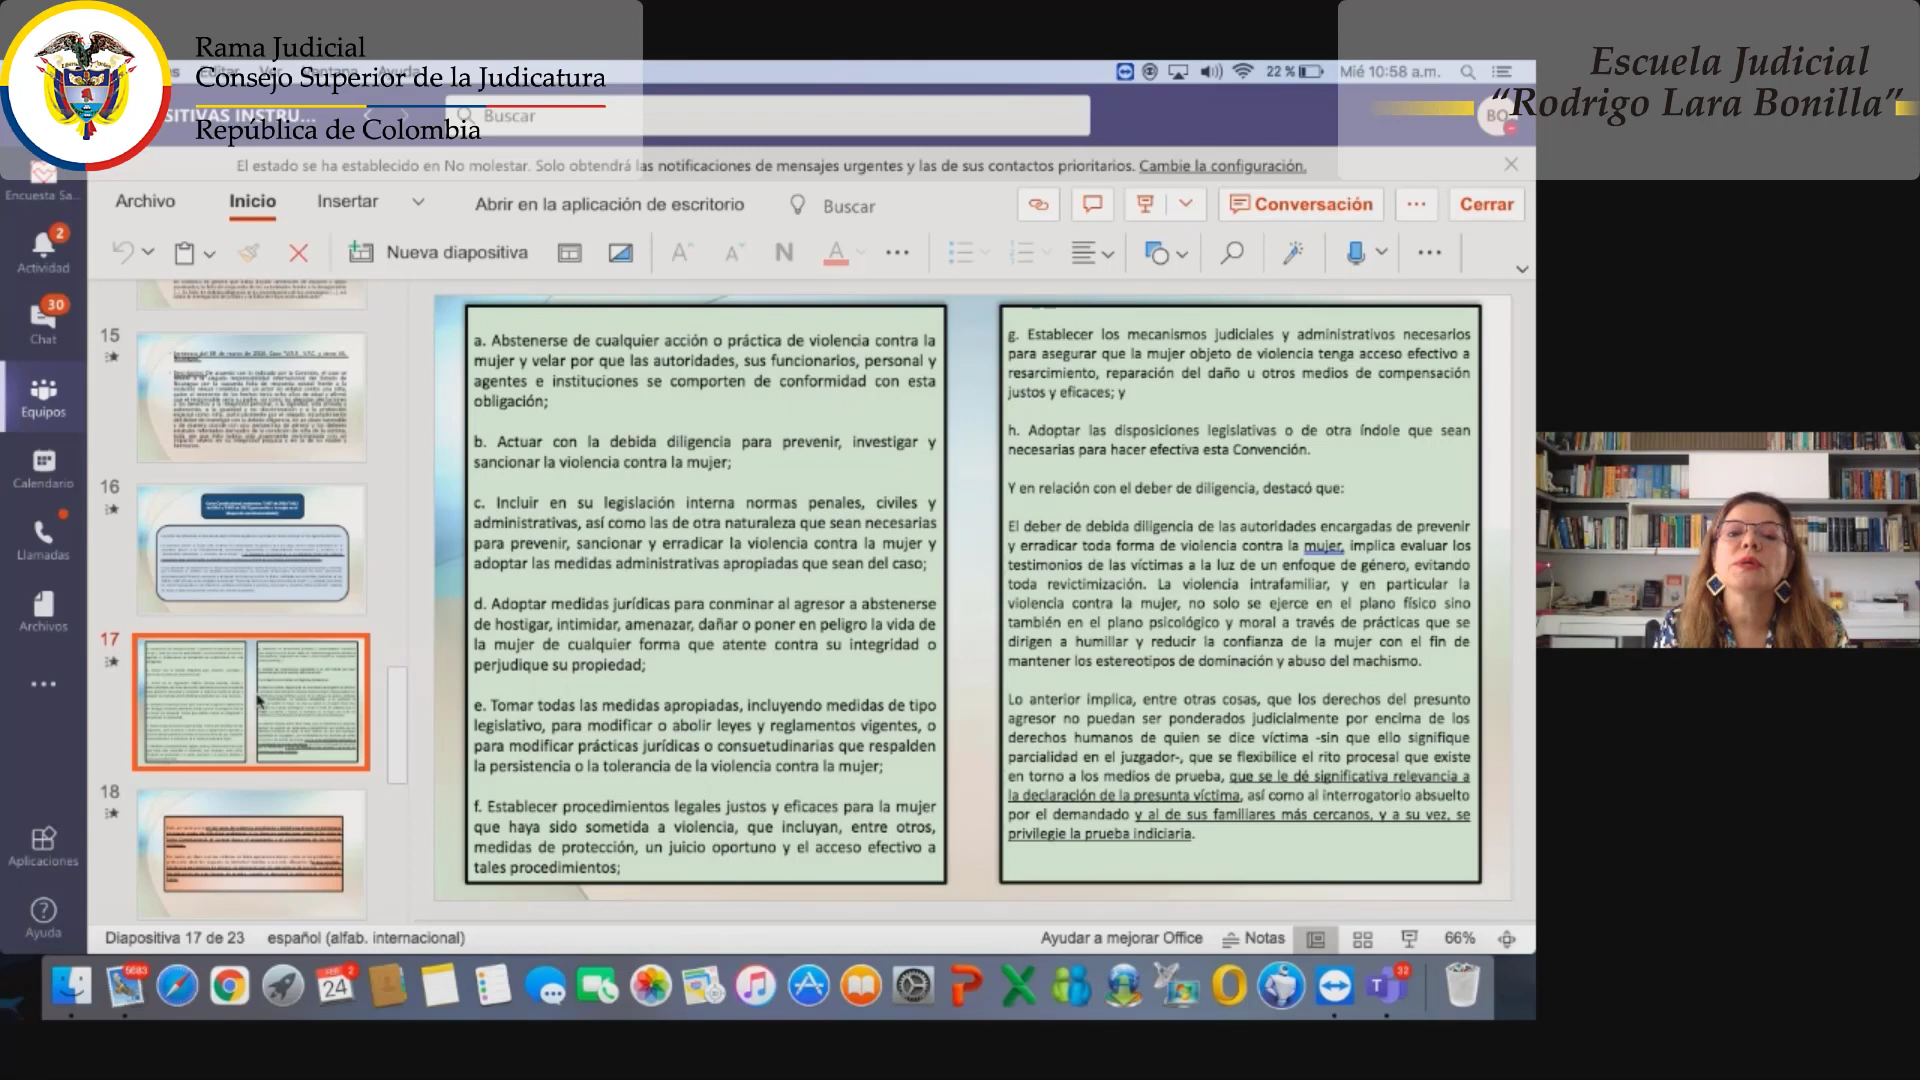 Rama Judicial
Consejo Superior de la Judicatura
República de Colombia
Escuela Judicial
“Rodrigo Lara Bonilla”
22 %
Mié 10:58 a.m.
SITIVAS INSTRU...
Buscar
BO
El estado se ha establecido en No molestar. Solo obtendrá las notificaciones de mensajes urgentes y las de sus contactos prioritarios. Cambie la configuración.
Encuesta Sa...
2
Actividad
30
Chat
Equipos
Calendario
Llamadas
Archivos
Aplicaciones
Ayuda
Archivo
Inicio
Insertar
Abrir en la aplicación de escritorio
Buscar
Conversación
Cerrar
Nueva diapositiva
N
A
15
16
17
18
a. Abstenerse de cualquier acción o práctica de violencia contra la
mujer y velar por que las autoridades, sus funcionarios, personal y
agentes e instituciones se comporten de conformidad con esta
obligación;
b. Actuar con la debida diligencia para prevenir, investigar y
sancionar la violencia contra la mujer;
c. Incluir en su legislación interna normas penales, civiles y
administrativas, así como las de otra naturaleza que sean necesarias
para prevenir, sancionar y erradicar la violencia contra la mujer y
adoptar las medidas administrativas apropiadas que sean del caso;
d. Adoptar medidas jurídicas para conminar al agresor a abstenerse
de hostigar, intimidar, amenazar, dañar o poner en peligro la vida de
la mujer de cualquier forma que atente contra su integridad o
perjudique su propiedad;
e. Tomar todas las medidas apropiadas, incluyendo medidas de tipo
legislativo, para modificar o abolir leyes y reglamentos vigentes, o
para modificar prácticas jurídicas o consuetudinarias que respalden
la persistencia o la tolerancia de la violencia contra la mujer;
f. Establecer procedimientos legales justos y eficaces para la mujer
que haya sido sometida a violencia, que incluyan, entre otros,
medidas de protección, un juicio oportuno y el acceso efectivo a
tales procedimientos;
g. Establecer los mecanismos judiciales y administrativos necesarios
para asegurar que la mujer objeto de violencia tenga acceso efectivo a
resarcimiento, reparación del daño u otros medios de compensación
justos y eficaces; y
h. Adoptar las disposiciones legislativas o de otra índole que sean
necesarias para hacer efectiva esta Convención.
Y en relación con el deber de diligencia, destacó que:
El deber de debida diligencia de las autoridades encargadas de prevenir
y erradicar toda forma de violencia contra la mujer, implica evaluar los
testimonios de las víctimas a la luz de un enfoque de género, evitando
toda revictimización. La violencia intrafamiliar, y en particular la
violencia contra la mujer, no solo se ejerce en el plano físico sino
también en el plano psicológico y moral a través de prácticas que se
dirigen a humillar y reducir la confianza de la mujer con el fin de
mantener los estereotipos de dominación y abuso del machismo.
Lo anterior implica, entre otras cosas, que los derechos del presunto
agresor no puedan ser ponderados judicialmente por encima de los
derechos humanos de quien se dice víctima -sin que ello signifique
parcialidad en el juzgador-, que se flexibilice el rito procesal que existe
en torno a los medios de prueba, que se le dé significativa relevancia a
la declaración de la presunta víctima, así como al interrogatorio absuelto
por el demandado y al de sus familiares más cercanos, y a su vez, se
privilegie la prueba indiciaria.
Diapositiva 17 de 23
español (alfab. internacional)
Ayudar a mejorar Office
Notas
66%
5683
FEB
24
2
32